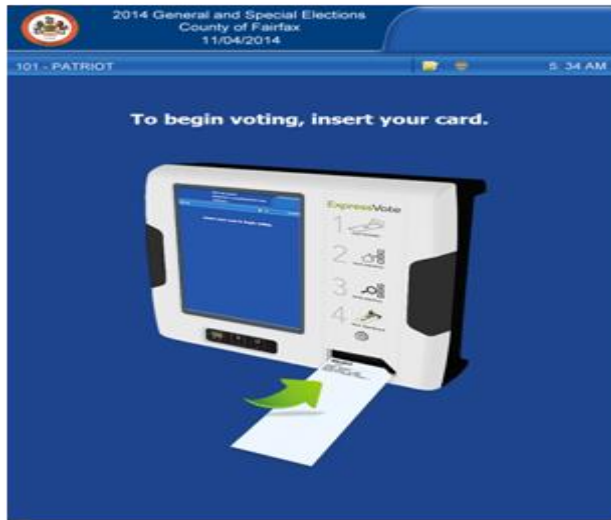 2014 General and Special Elections
County of Fairfax
11/04/2014
101 - PATRIOT
5:34 AM
To begin voting, insert your card.
ExpressVote
1
2
3
4